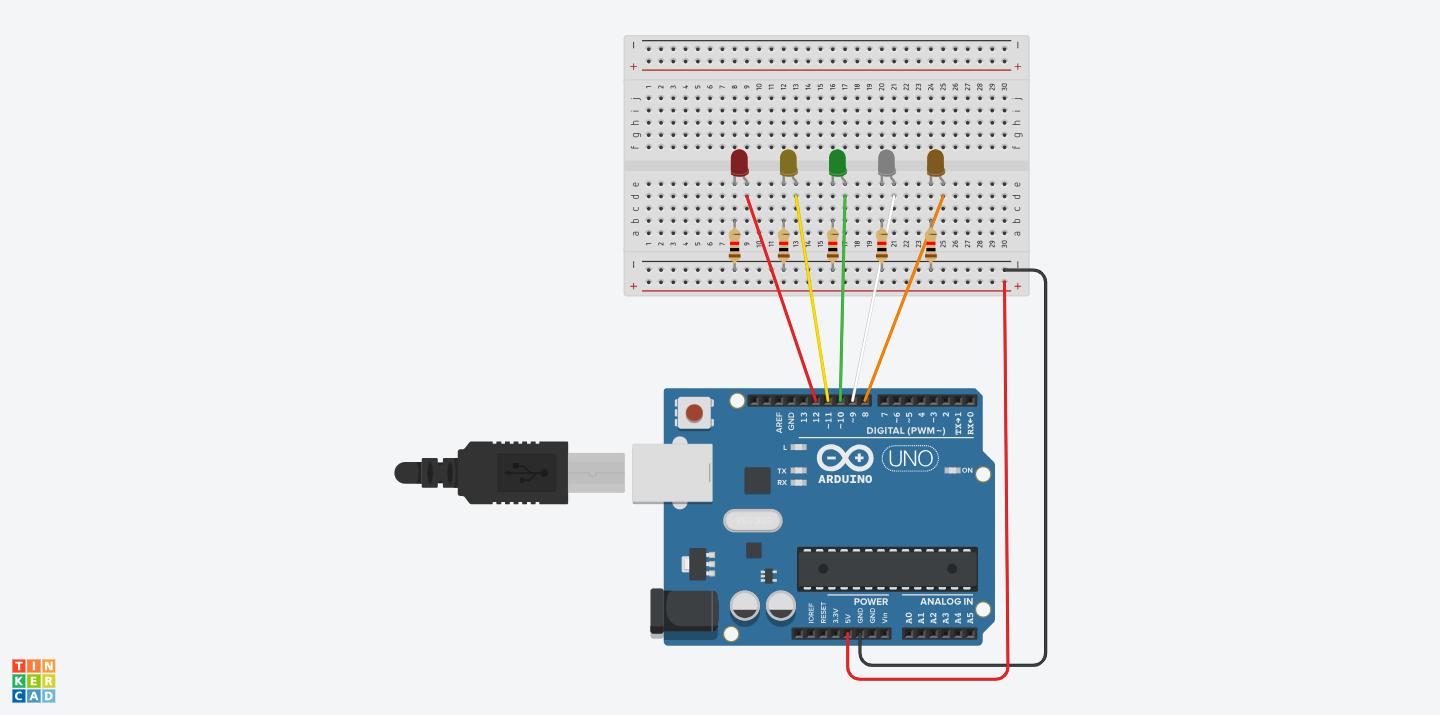 − −
+ +
1 2 3 4 5 6 7 8 9 10 11 12 13 14 15 16 17 18 19 20 21 22 23 24 25 26 27 28 29 30
j j
i i
h h
g g
f f
e e
d d
c c
b b
a a
1 2 3 4 5 6 7 8 9 10 11 12 13 14 15 16 17 18 19 20 21 22 23 24 25 26 27 28 29 30
− −
+ +
AREF GND 13 12 ~11 ~10 ~9 8 7 ~6 ~5 4 ~3 2 TX→1 RX←0
DIGITAL (PWM~)
L
UNO
TX
ON
RX
ARDUINO
POWER ANALOG IN
IOREF RESET 3.3V 5V GND GND Vin A0 A1 A2 A3 A4 A5
TIN
KER
CAD